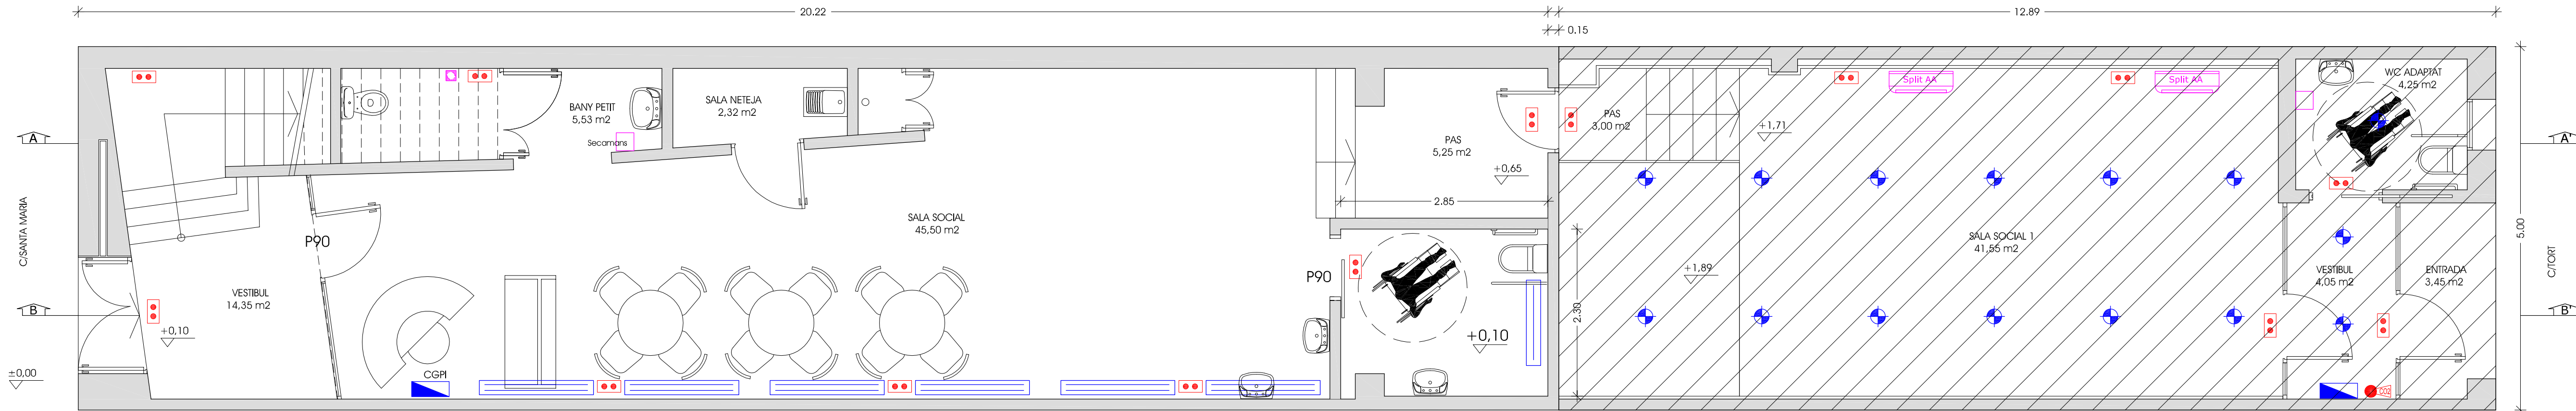 20.22
12.89
0.15
Split AA
Split AA
WC ADAPTAT
4,25 m2
BANY PETIT
5,53 m2
Secamans
SALA NETEJA
2,32 m2
PAS
5,25 m2
PAS
3,00 m2
+1,71
A
A'
+0,65
2.85
C/SANTA MARIA
P90
SALA SOCIAL
45,50 m2
SALA SOCIAL 1
41,55 m2
5.00
C/TORT
P90
+1,89
VESTIBUL
14,35 m2
VESTIBUL
4,05 m2
ENTRADA
3,45 m2
B
B'
2.30
+0,10
+0,10
±0,00
CGPI
CO2